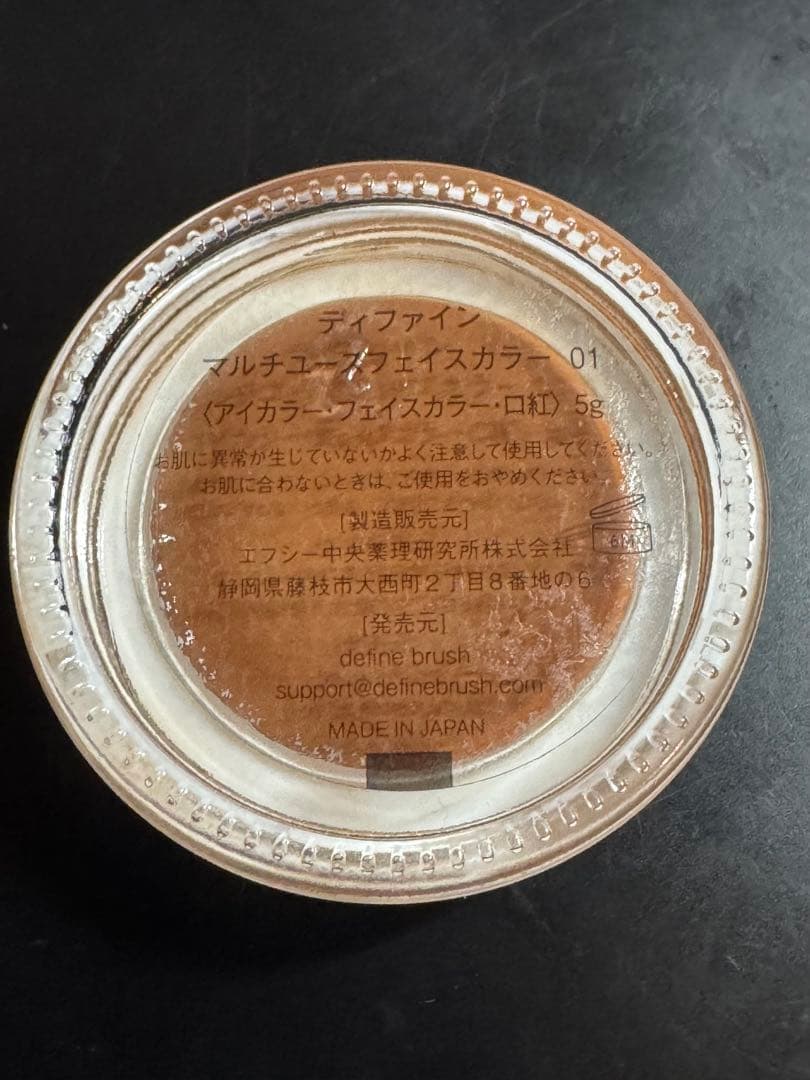 ディファイン
マルチユースフェイスカラー 01
〈アイカラー・フェイスカラー・口紅〉 5g
お肌に異常が生じていないかよく注意して使用してください。
お肌に合わないときは、ご使用をおやめください。
6M
[製造販売元]
エフシー中央薬理研究所株式会社
静岡県藤枝市大西町2丁目8番地の6
[発売元]
define brush
support@definebrush.com
MADE IN JAPAN